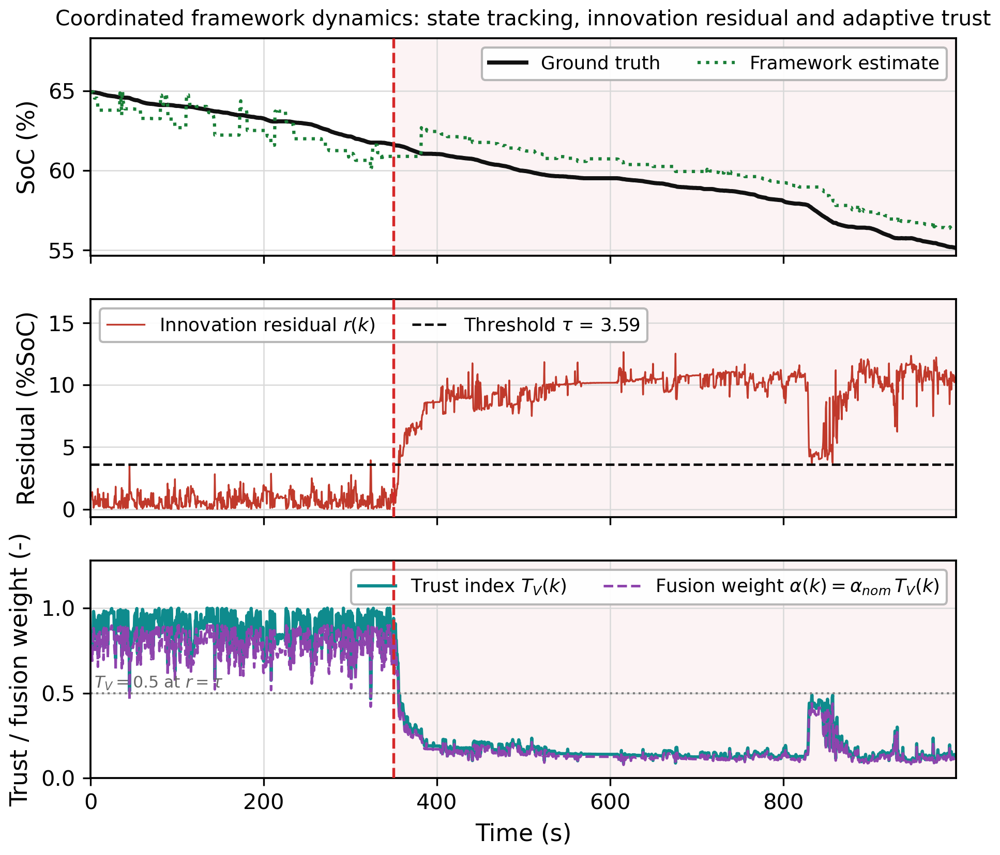 Coordinated framework dynamics: state tracking, innovation residual and adaptive trust
Ground truth
Framework estimate
SoC (%)
65
60
55
Innovation residual r(k)
Threshold τ = 3.59
Residual (%SoC)
15
10
5
0
Trust index T_V(k)
Fusion weight α(k) = α_nom T_V(k)
Trust / fusion weight (-)
1.0
0.5
0.0
T_V = 0.5 at r = τ
0 200 400 600 800
Time (s)